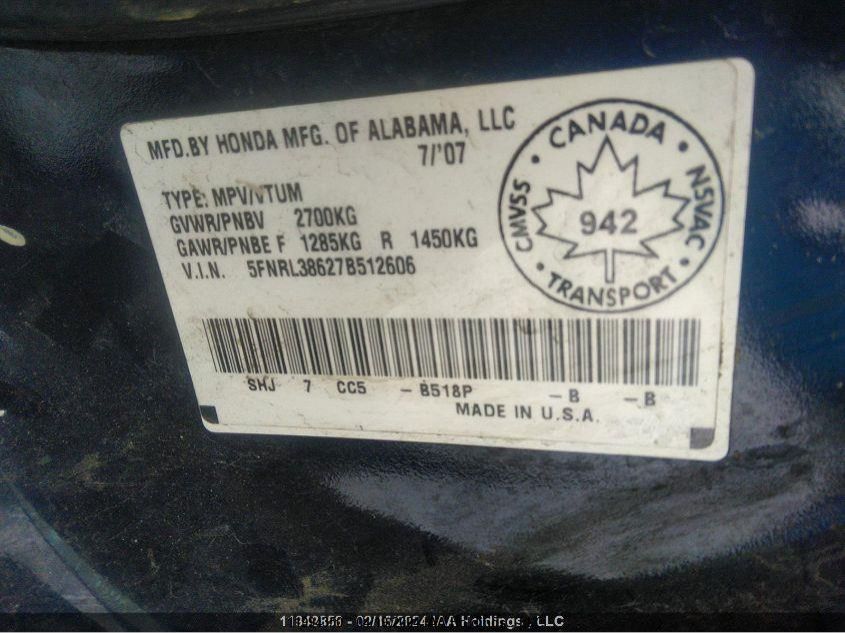 MFD.BY HONDA MFG. OF ALABAMA, LLC
7/'07
TYPE: MPV/VTUM
GVWR/PNBV 2700KG
GAWR/PNBE F 1285KG R 1450KG
V.I.N. 5FNRL38627B512606
CANADA
CMVSS
942
NSVAC
TRANSPORT
SHJ 7 CC5 -B518P -B -B
MADE IN U.S.A.
02/16/2024 IAA Holdings, LLC